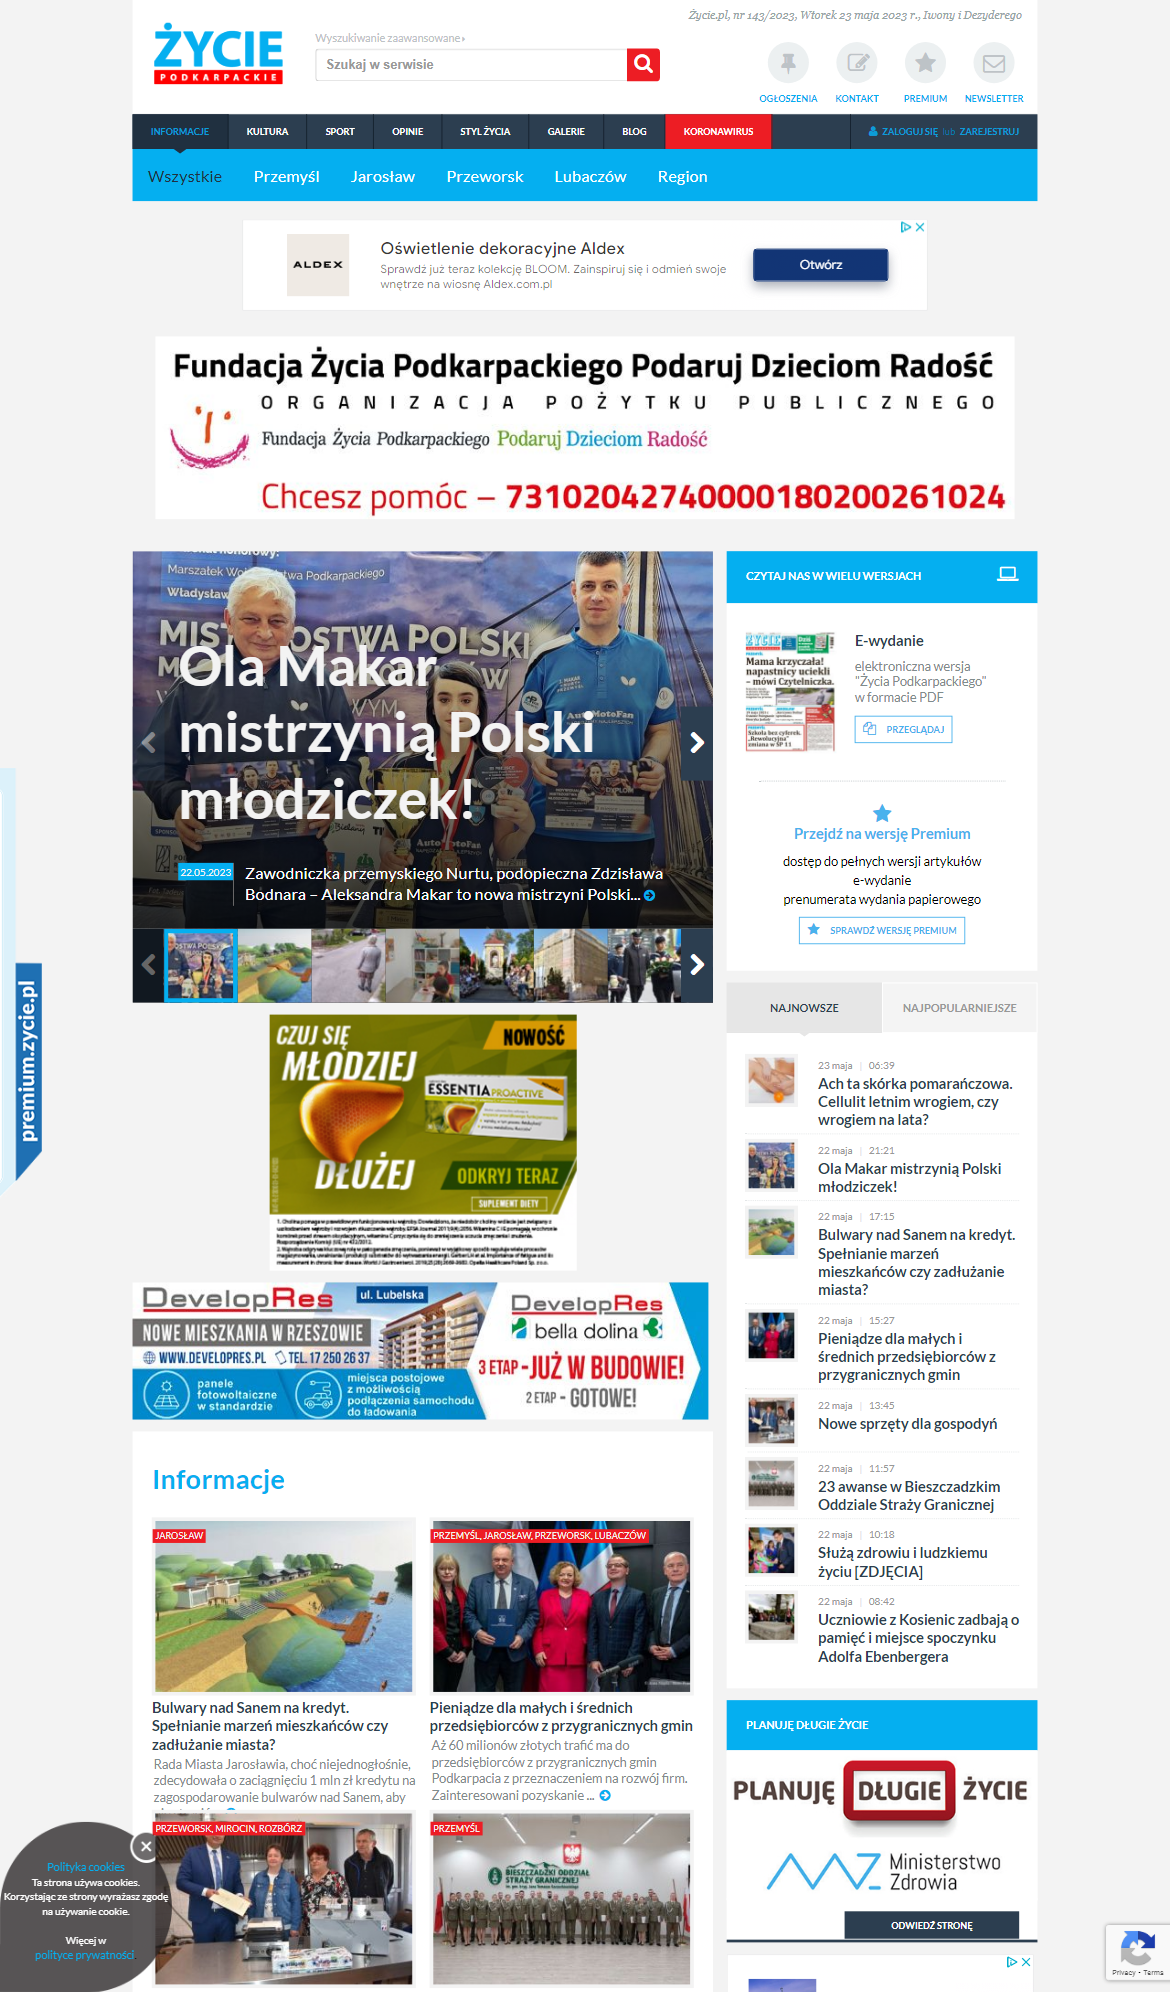 Życie.pl, nr 143/2023, Wtorek 23 maja 2023 r., Iwony i Dezyderego
ŻYCIE
PODKARPACKIE
Wyszukiwanie zaawansowane
Szukaj w serwisie
OGŁOSZENIA KONTAKT PREMIUM NEWSLETTER
INFORMACJE KULTURA SPORT OPINIE STYL ŻYCIA GALERIE BLOG KORONAWIRUS ZALOGUJ SIĘ lub ZAREJESTRUJ
Wszystkie Przemyśl Jarosław Przeworsk Lubaczów Region
ALDEX
Oświetlenie dekoracyjne Aldex
Sprawdź już teraz kolekcję BLOOM. Zainspiruj się i odmień swoje
wnętrze na wiosnę Aldex.com.pl
Otwórz
Fundacja Życia Podkarpackiego Podaruj Dzieciom Radość
ORGANIZACJA POŻYTKU PUBLICZNEGO
Fundacja Życia Podkarpackiego Podaruj Dzieciom Radość
Chcesz pomóc – 73102042740000180200261024
Marszałek Woj
twa Podkarpackiego
Władysław
Ola Makar
mistrzynią Polski
młodziczek!
22.05.2023
Zawodniczka przemyskiego Nurtu, podopieczna Zdzisława
Bodnara – Aleksandra Makar to nowa mistrzyni Polski...
CZYTAJ NAS W WIELU WERSJACH
Mama krzyczała!
napastnicy uciekli
– mówi Czytelniczka.
E-wydanie
elektroniczna wersja
"Życia Podkarpackiego"
w formacie PDF
PRZEGLĄDAJ
Przejdź na wersję Premium
dostęp do pełnych wersji artykułów
e-wydanie
prenumerata wydania papierowego
SPRAWDŹ WERSJĘ PREMIUM
premium.zycie.pl
CZUJ SIĘ
MŁODZIEJ
NOWOŚĆ
ESSENTIA PROACTIVE
DŁUŻEJ
ODKRYJ TERAZ
SUPLEMENT DIETY
DevelopRes
ul. Lubelska
NOWE MIESZKANIA W RZESZOWIE
WWW.DEVELOPRES.PL TEL. 17 250 26 37
panele
fotowoltaiczne
w standardzie
miejsca postojowe
z możliwością
podłączenia samochodu
do ładowania
DevelopRes
bella dolina
3 ETAP - JUŻ W BUDOWIE!
2 ETAP - GOTOWE!
NAJNOWSZE NAJPOPULARNIEJSZE
23 maja | 06:39
Ach ta skórka pomarańczowa.
Cellulit letnim wrogiem, czy
wrogiem na lata?
22 maja | 21:21
Ola Makar mistrzynią Polski
młodziczek!
22 maja | 17:15
Bulwary nad Sanem na kredyt.
Spełnianie marzeń
mieszkańców czy zadłużanie
miasta?
22 maja | 15:27
Pieniądze dla małych i
średnich przedsiębiorców z
przygranicznych gmin
22 maja | 13:45
Nowe sprzęty dla gospodyń
22 maja | 11:57
23 awanse w Bieszczadzkim
Oddziale Straży Granicznej
22 maja | 10:18
Służą zdrowiu i ludzkiemu
życiu [ZDJĘCIA]
22 maja | 08:42
Uczniowie z Kosienic zadbają o
pamięć i miejsce spoczynku
Adolfa Ebenbergera
Informacje
JAROSŁAW
Bulwary nad Sanem na kredyt.
Spełnianie marzeń mieszkańców czy
zadłużanie miasta?
Rada Miasta Jarosławia, choć niejednogłośnie,
zdecydowała o zaciągnięciu 1 mln zł kredytu na
zagospodarowanie bulwarów nad Sanem, aby
PRZEMYŚL, JAROSŁAW, PRZEWORSK, LUBACZÓW
Pieniądze dla małych i średnich
przedsiębiorców z przygranicznych gmin
Aż 60 milionów złotych trafić ma do
przedsiębiorców z przygranicznych gmin
Podkarpacia z przeznaczeniem na rozwój firm.
Zainteresowani pozyskanie ...
PRZEWORSK, MIROCIN, ROZBÓRZ
PRZEMYŚL
BIESZCZADZKI ODDZIAŁ
STRAŻY GRANICZNEJ
PLANUJĘ DŁUGIE ŻYCIE
PLANUJĘ DŁUGIE ŻYCIE
Ministerstwo
Zdrowia
ODWIEDŹ STRONĘ
Polityka cookies
Ta strona używa cookies.
Korzystając ze strony wyrażasz zgodę
na używanie cookie.
Więcej w
polityce prywatności
Privacy - Terms